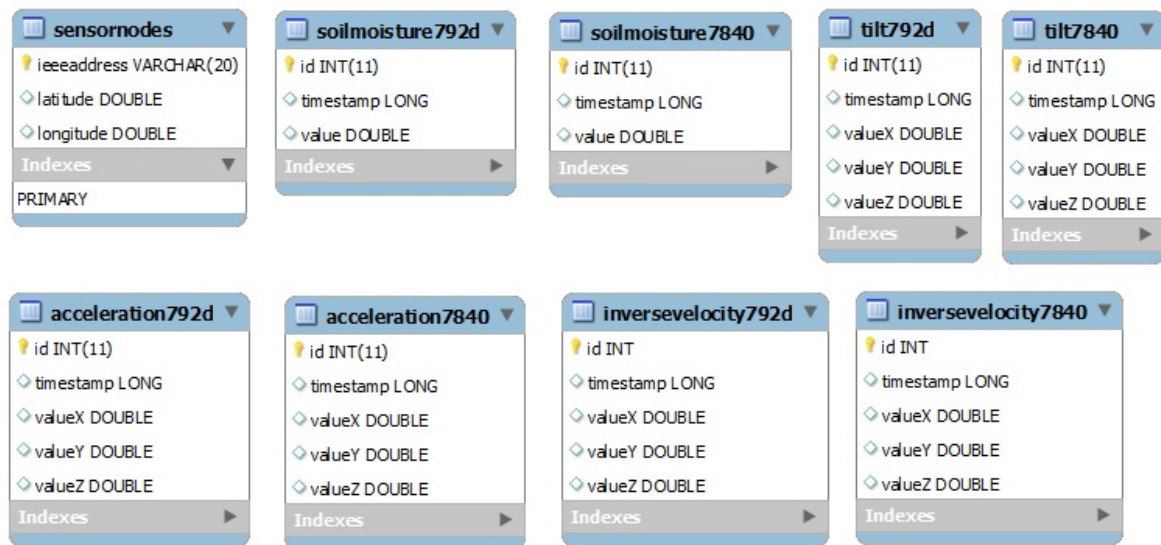 sensornodes
ieeeaddress VARCHAR(20)
latitude DOUBLE
longitude DOUBLE
Indexes
PRIMARY
soilmoisture792d
id INT(11)
timestamp LONG
value DOUBLE
Indexes
soilmoisture7840
id INT(11)
timestamp LONG
value DOUBLE
Indexes
tilt792d
id INT(11)
timestamp LONG
valueX DOUBLE
valueY DOUBLE
valueZ DOUBLE
Indexes
tilt7840
id INT(11)
timestamp LONG
valueX DOUBLE
valueY DOUBLE
valueZ DOUBLE
Indexes
acceleration792d
id INT(11)
timestamp LONG
valueX DOUBLE
valueY DOUBLE
valueZ DOUBLE
Indexes
acceleration7840
id INT(11)
timestamp LONG
valueX DOUBLE
valueY DOUBLE
valueZ DOUBLE
Indexes
inversevelocity792d
id INT
timestamp LONG
valueX DOUBLE
valueY DOUBLE
valueZ DOUBLE
Indexes
inversevelocity7840
id INT
timestamp LONG
valueX DOUBLE
valueY DOUBLE
valueZ DOUBLE
Indexes